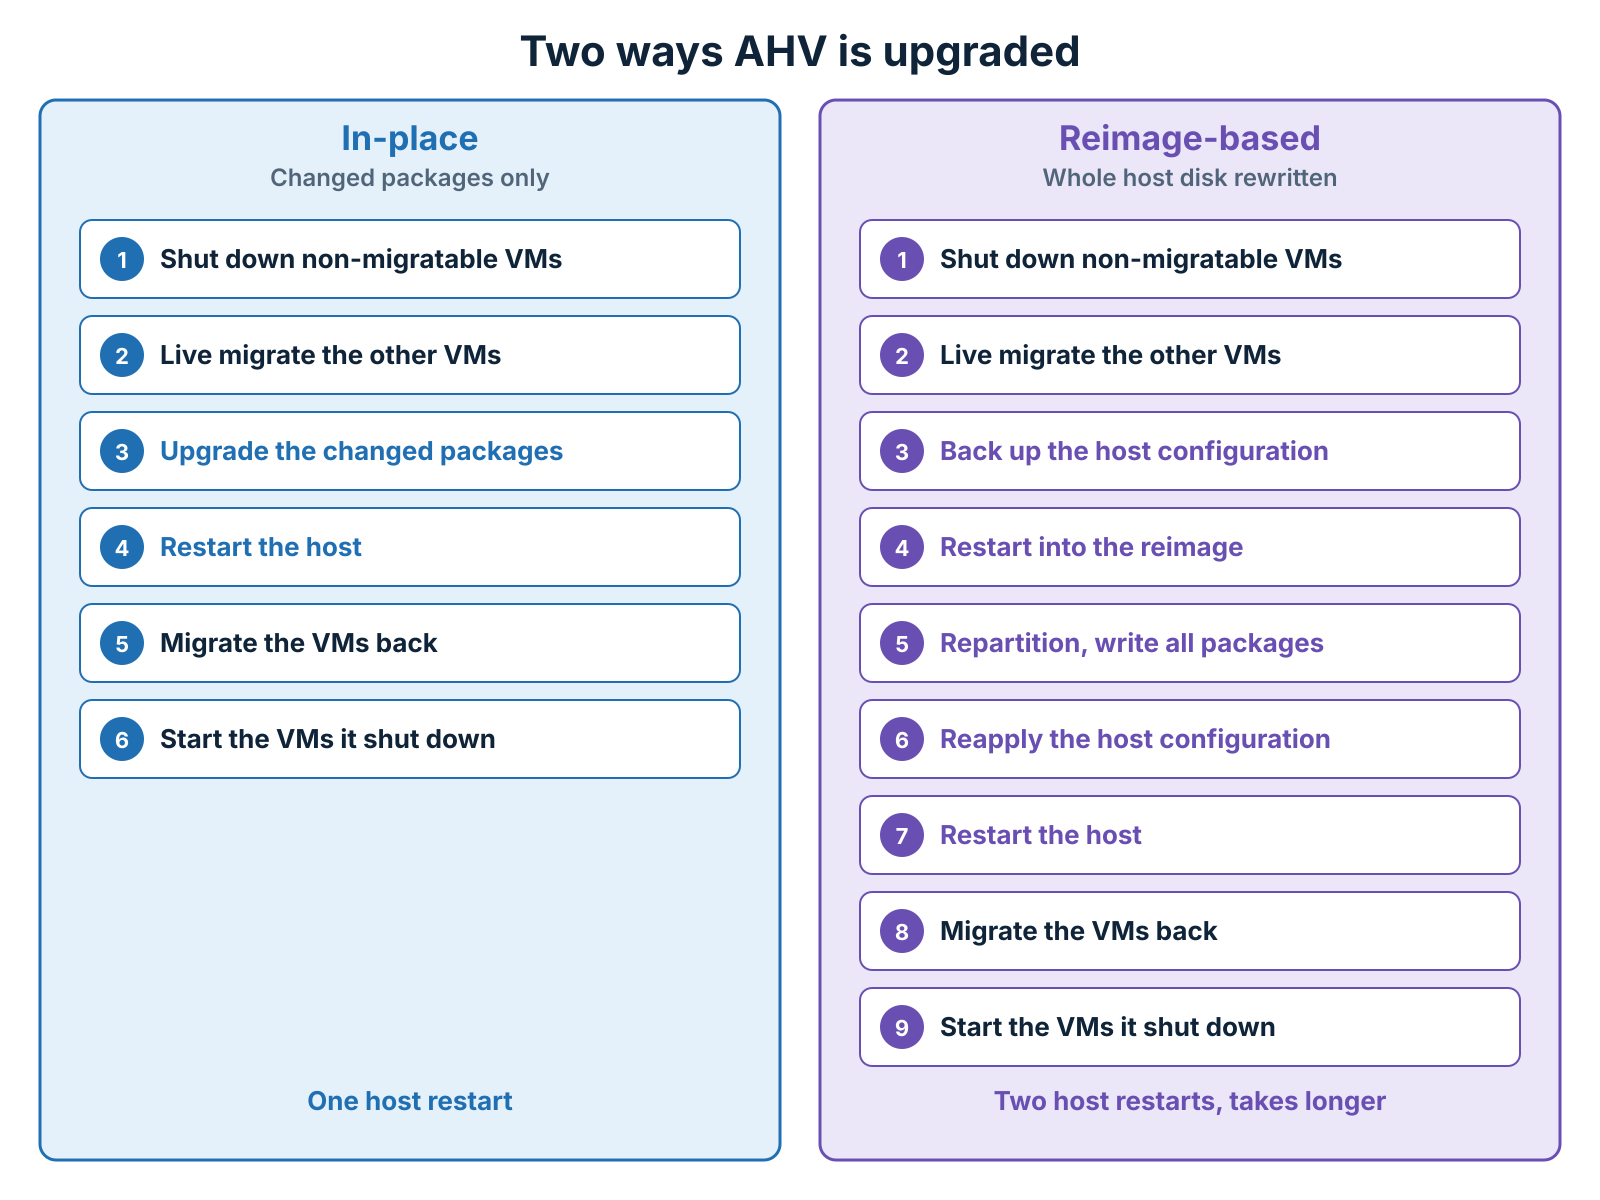 Two ways AHV is upgraded
In-place
Changed packages only
1 Shut down non-migratable VMs
2 Live migrate the other VMs
3 Upgrade the changed packages
4 Restart the host
5 Migrate the VMs back
6 Start the VMs it shut down
One host restart
Reimage-based
Whole host disk rewritten
1 Shut down non-migratable VMs
2 Live migrate the other VMs
3 Back up the host configuration
4 Restart into the reimage
5 Repartition, write all packages
6 Reapply the host configuration
7 Restart the host
8 Migrate the VMs back
9 Start the VMs it shut down
Two host restarts, takes longer